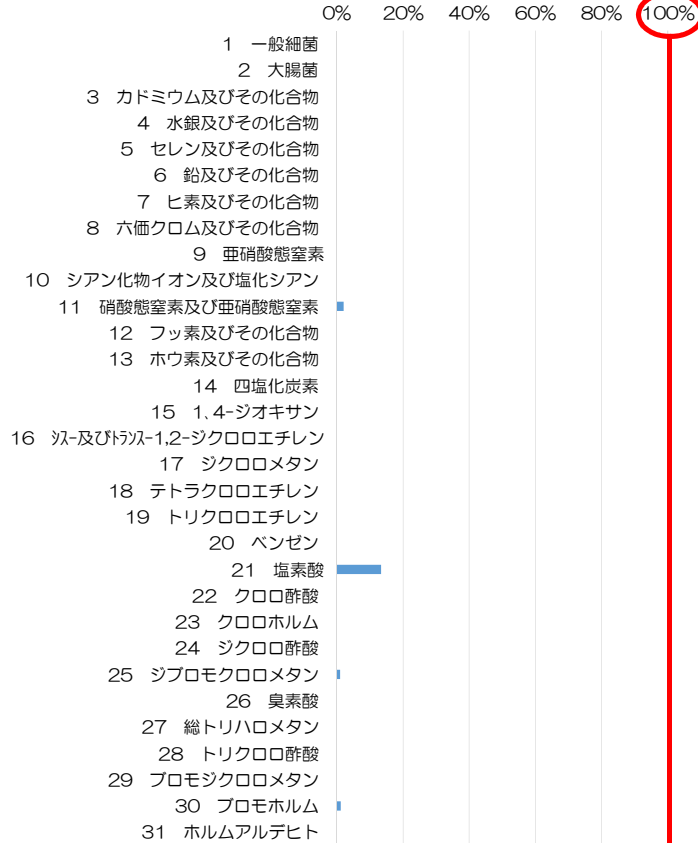 0% 20% 40% 60% 80% 100%
1 一般細菌
2 大腸菌
3 カドミウム及びその化合物
4 水銀及びその化合物
5 セレン及びその化合物
6 鉛及びその化合物
7 ヒ素及びその化合物
8 六価クロム及びその化合物
9 亜硝酸態窒素
10 シアン化物イオン及び塩化シアン
11 硝酸態窒素及び亜硝酸態窒素
12 フッ素及びその化合物
13 ホウ素及びその化合物
14 四塩化炭素
15 1､4-ジオキサン
16 ｼｽ-及びﾄﾗﾝｽ-1,2-ジクロロエチレン
17 ジクロロメタン
18 テトラクロロエチレン
19 トリクロロエチレン
20 ベンゼン
21 塩素酸
22 クロロ酢酸
23 クロロホルム
24 ジクロロ酢酸
25 ジブロモクロロメタン
26 臭素酸
27 総トリハロメタン
28 トリクロロ酢酸
29 ブロモジクロロメタン
30 ブロモホルム
31 ホルムアルデヒト